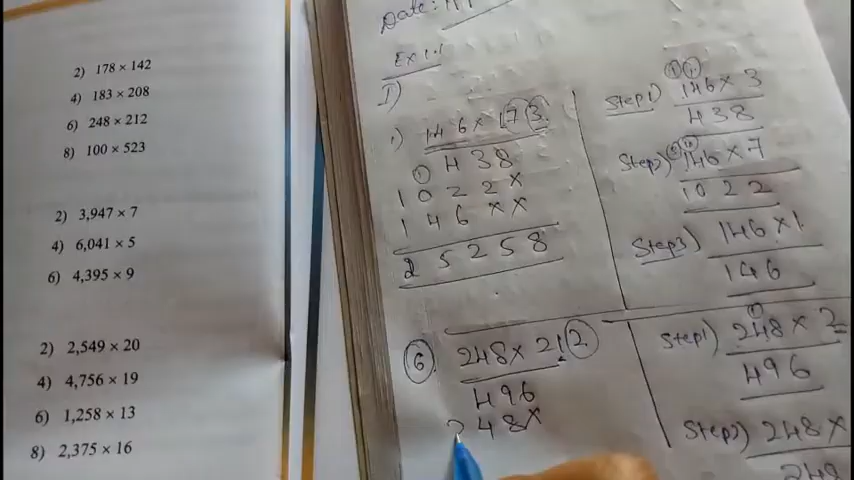 2) 178 × 142
4) 183 × 208
6) 248 × 212
8) 100 × 523
2) 3,947 × 7
4) 6,041 × 5
6) 4,395 × 9
2) 2,549 × 20
4) 4,756 × 19
6) 1,258 × 13
8) 2,375 × 16
Date:
Ex 1.1
I)
1) 146 × 173
438
1022×
146××
25258
Step1) 146 × 3
438
Step2) 146 × 7
1022
Step3) 146 × 1
146
6 248 × 212
496
248×
Step1) 248 × 2
496
Step2) 248 ×
248